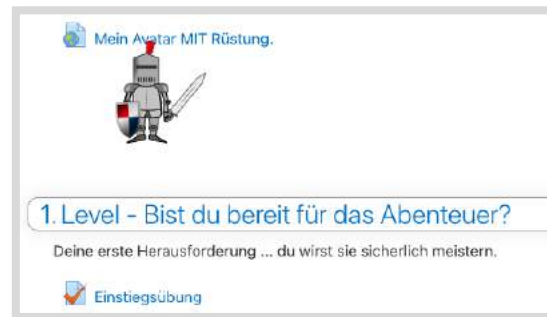 Mein Avatar MIT Rüstung.
1. Level - Bist du bereit für das Abenteuer?
Deine erste Herausforderung ... du wirst sie sicherlich meistern.
Einstiegsübung